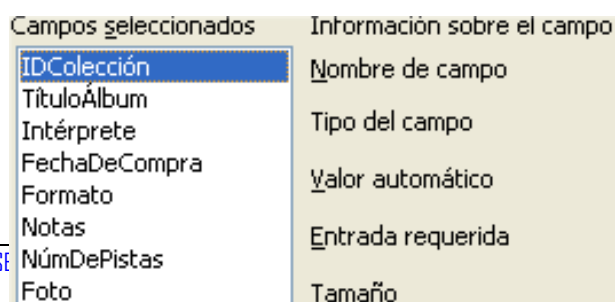 Campos seleccionados
IDColección
TítuloÁlbum
Intérprete
FechaDeCompra
Formato
Notas
NúmDePistas
Foto
Información sobre el campo
Nombre de campo
Tipo del campo
Valor automático
Entrada requerida
Tamaño